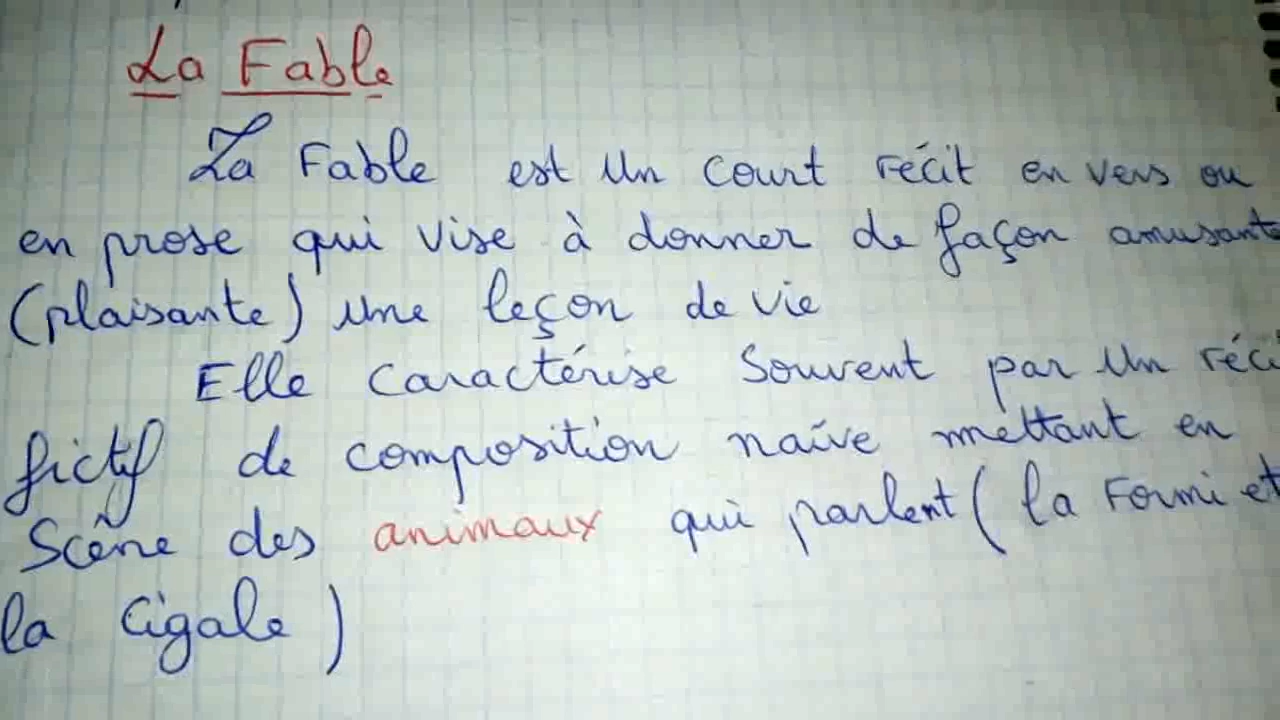 La Fable
La Fable est un court récit en vers ou
en prose qui vise à donner de façon amusante
(plaisante) une leçon de vie
Elle caractérise souvent par un réci
fictif de composition naïve mettant en
Scêne des animaux qui parlent ( la Formi et
la Cigale )